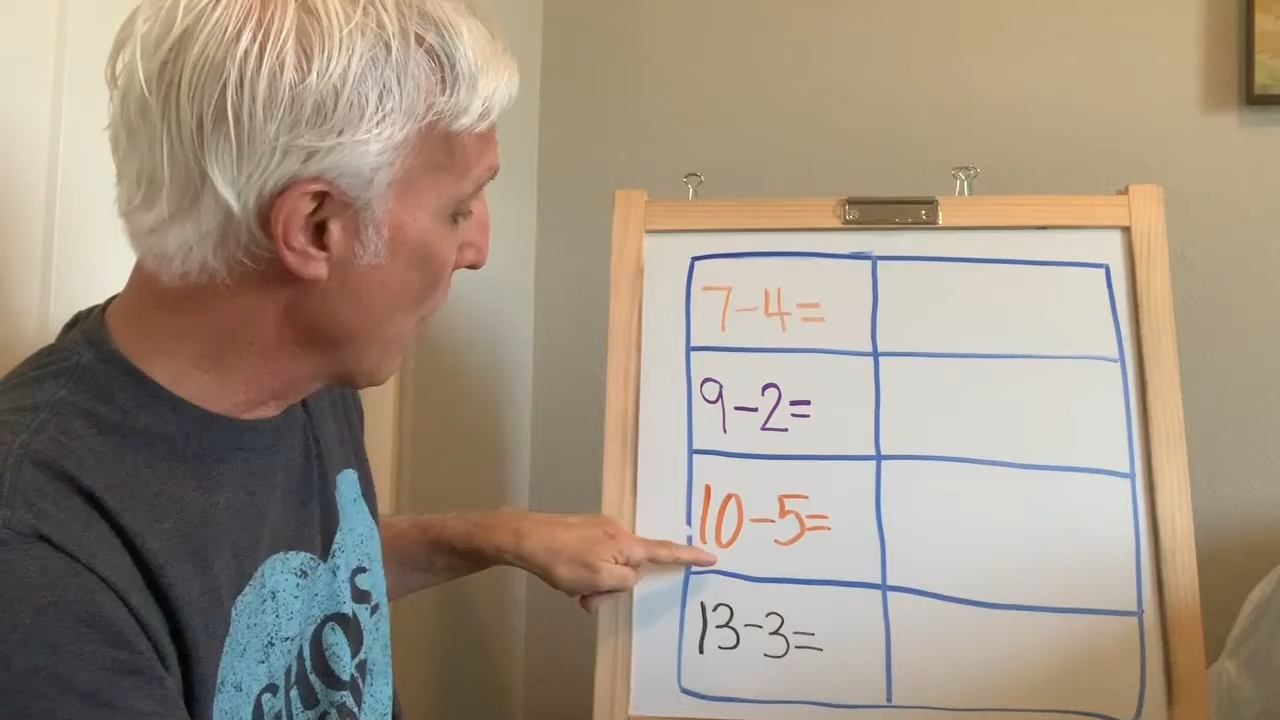 7-4=
9-2=
10-5=
13-3=